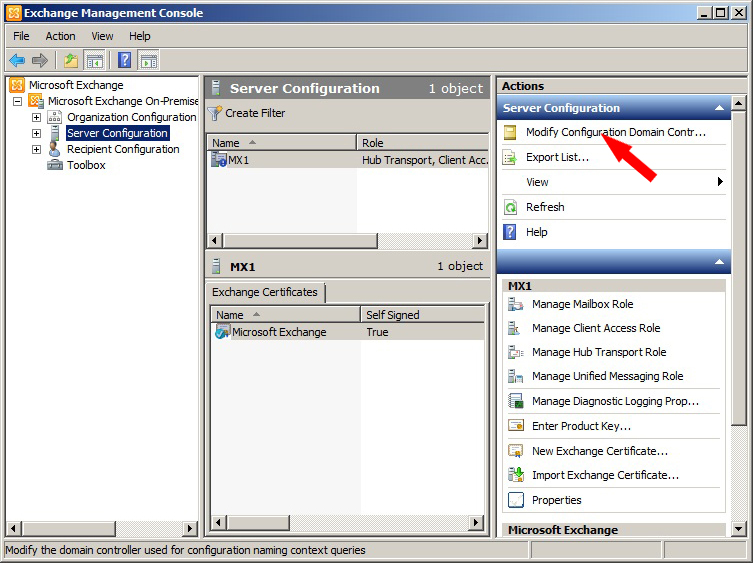 Exchange Management Console
File Action View Help
Microsoft Exchange
Microsoft Exchange On-Premise
Organization Configuration
Server Configuration
Recipient Configuration
Toolbox
Server Configuration 1 object
Create Filter
Name Role
MX1 Hub Transport, Client Acc.
MX1 1 object
Exchange Certificates
Name Self Signed
Microsoft Exchange True
Actions
Server Configuration
Modify Configuration Domain Contr...
Export List...
View
Refresh
Help
MX1
Manage Mailbox Role
Manage Client Access Role
Manage Hub Transport Role
Manage Unified Messaging Role
Manage Diagnostic Logging Prop...
Enter Product Key...
New Exchange Certificate...
Import Exchange Certificate...
Properties
Microsoft Exchange
Modify the domain controller used for configuration naming context queries